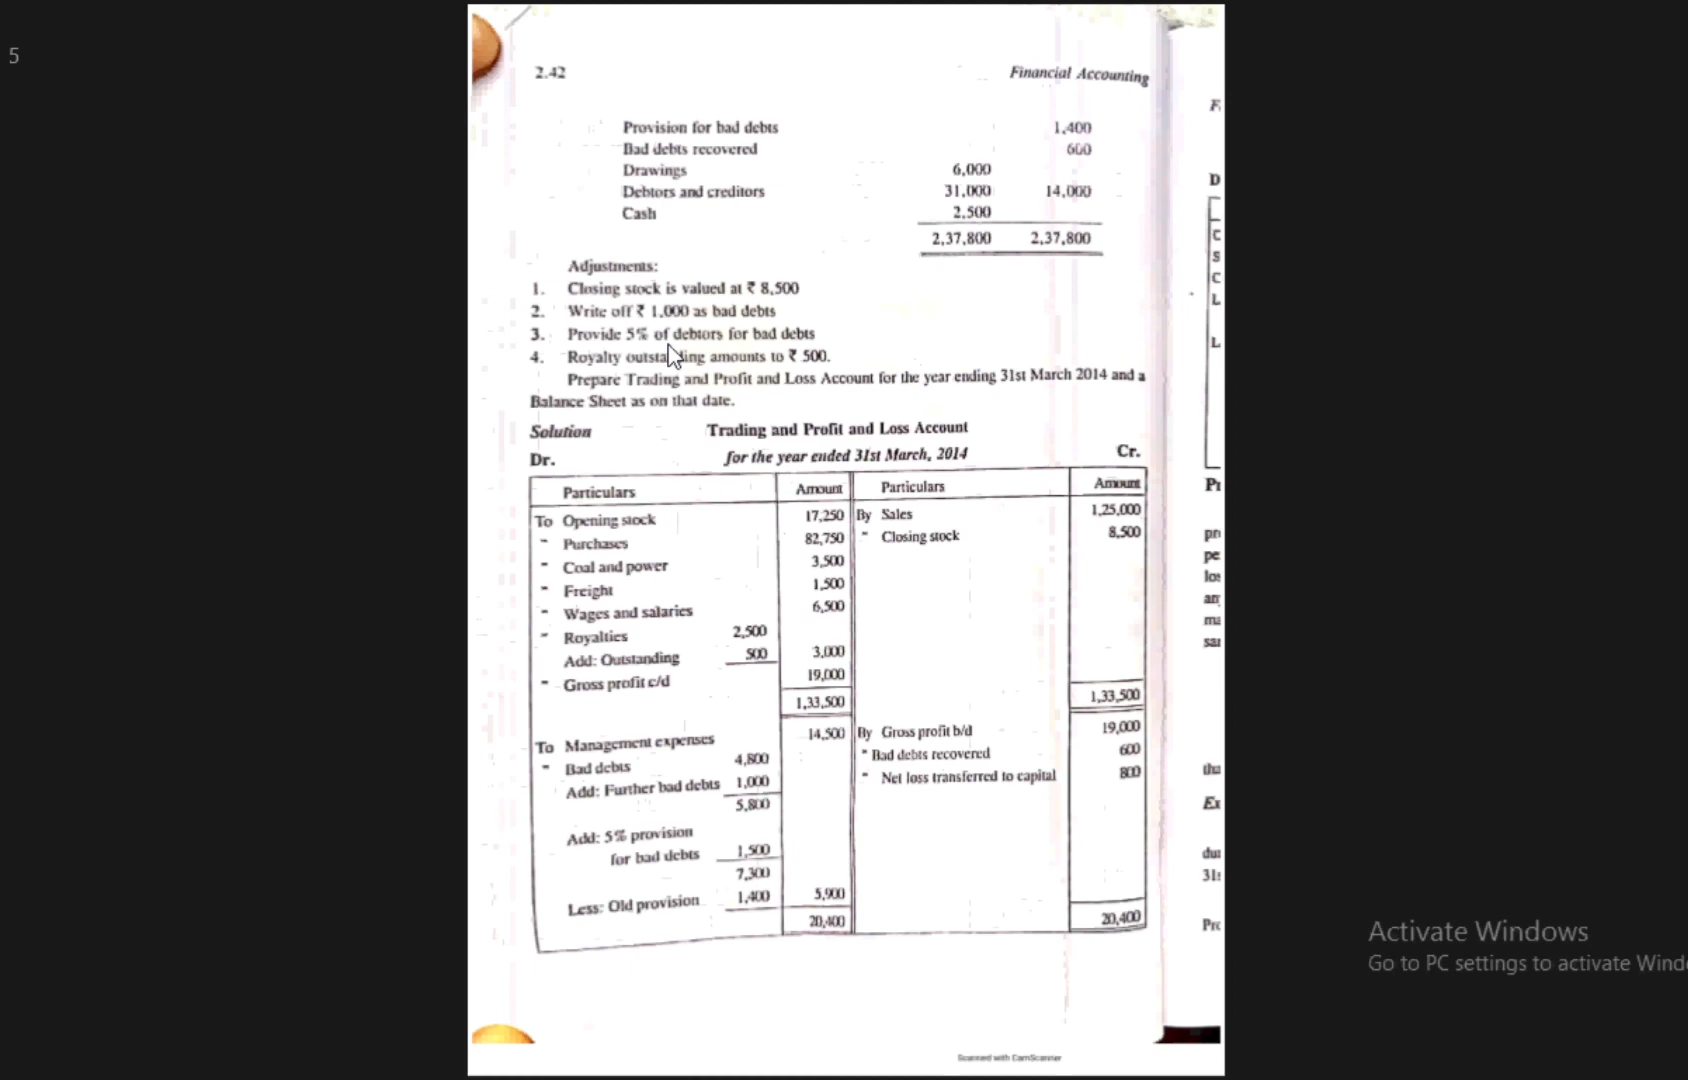 5
2.42 Financial Accounting
Provision for bad debts 1,400
Bad debts recovered 600
Drawings 6,000
Debtors and creditors 31,000 14,000
Cash 2,500
2,37,800 2,37,800
Adjustments:
1. Closing stock is valued at ₹ 8,500
2. Write off ₹ 1,000 as bad debts
3. Provide 5% of debtors for bad debts
4. Royalty outstanding amounts to ₹ 500.
Prepare Trading and Profit and Loss Account for the year ending 31st March 2014 and a
Balance Sheet as on that date.
Solution Trading and Profit and Loss Account
Dr. for the year ended 31st March, 2014 Cr.
Particulars Amount Particulars Amount
To Opening stock 17,250 By Sales 1,25,000
" Purchases 82,750 " Closing stock 8,500
" Coal and power 3,500
" Freight 1,500
" Wages and salaries 6,500
" Royalties 2,500
Add: Outstanding 500 3,000
" Gross profit c/d 19,000
1,33,500 1,33,500
To Management expenses 14,500 By Gross profit b/d 19,000
" Bad debts 4,800 " Bad debts recovered 600
Add: Further bad debts 1,000 " Net loss transferred to capital 800
5,800
Add: 5% provision
for bad debts 1,500
7,300
Less: Old provision 1,400 5,900
20,400 20,400
Scanned with CamScanner
Activate Windows
Go to PC settings to activate Wind